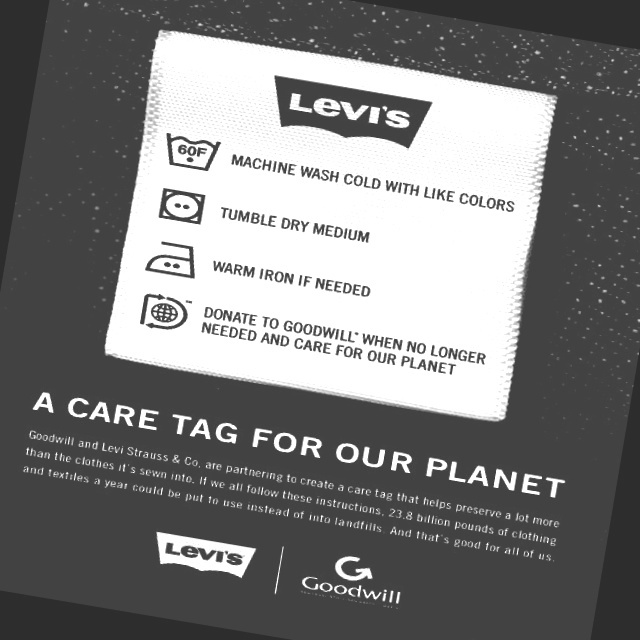 LEVI'S
60F
MACHINE WASH COLD WITH LIKE COLORS
TUMBLE DRY MEDIUM
WARM IRON IF NEEDED
™
DONATE TO GOODWILL® WHEN NO LONGER
NEEDED AND CARE FOR OUR PLANET
A CARE TAG FOR OUR PLANET
Goodwill and Levi Strauss & Co. are partnering to create a care tag that helps preserve a lot more
than the clothes it's sewn into. If we all follow these instructions, 23.8 billion pounds of clothing
and textiles a year could be put to use instead of into landfills. And that's good for all of us.
LEVI'S
Goodwill